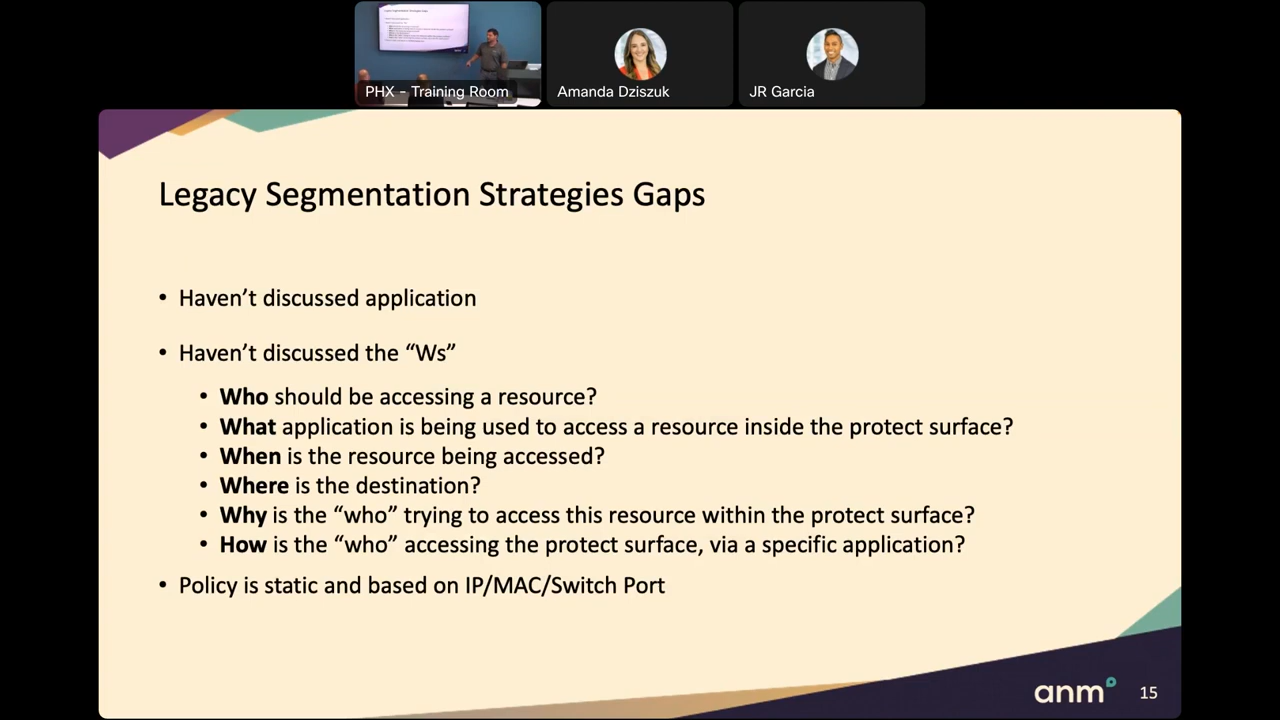 Legacy Segmentation Strategies Gaps
PHX - Training Room
Amanda Dziszuk
JR Garcia
Legacy Segmentation Strategies Gaps
• Haven’t discussed application
• Haven’t discussed the “Ws”
• Who should be accessing a resource?
• What application is being used to access a resource inside the protect surface?
• When is the resource being accessed?
• Where is the destination?
• Why is the “who” trying to access this resource within the protect surface?
• How is the “who” accessing the protect surface, via a specific application?
• Policy is static and based on IP/MAC/Switch Port
anm
15